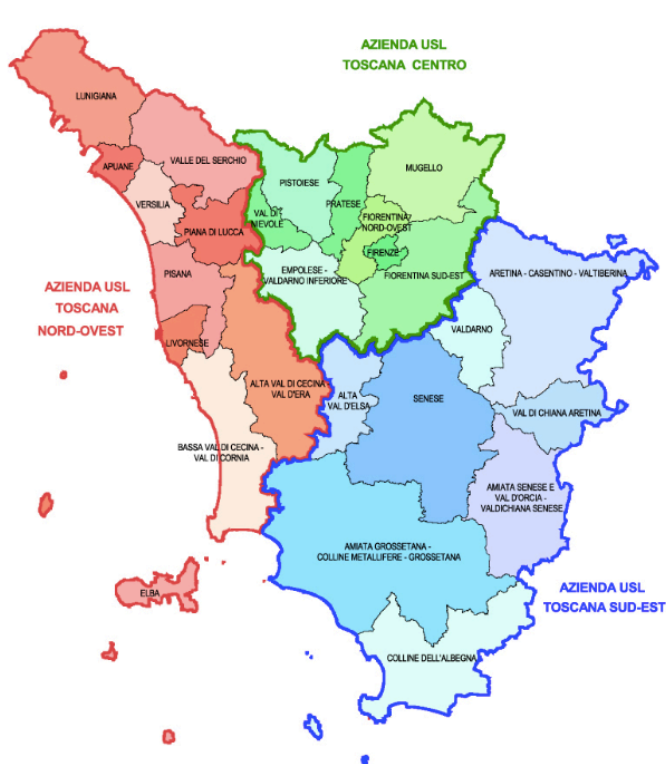 AZIENDA USL
TOSCANA CENTRO
LUNIGIANA
APUANE
VALLE DEL SERCHIO
VERSILIA
PIANA DI LUCCA
PISANA
LIVORNESE
ALTA VAL DI CECINA
VAL D'ERA
BASSA VAL DI CECINA -
VAL DI CORNIA
ELBA
AZIENDA USL
TOSCANA
NORD-OVEST
PISTOIESE
VAL DI
NIEVOLE
PRATESE
MUGELLO
FIORENTINA
NORD-OVEST
FIRENZE
EMPOLESE -
VALDARNO INFERIORE
FIORENTINA SUD-EST
ARETINA - CASENTINO - VALTIBERINA
VALDARNO
ALTA
VAL D'ELSA
SENESE
VAL DI CHIANA ARETINA
AMIATA SENESE E
VAL D'ORCIA -
VALDICHIANA SENESE
AMIATA GROSSETANA -
COLLINE METALLIFERE - GROSSETANA
COLLINE DELL'ALBEGNA
AZIENDA USL
TOSCANA SUD-EST